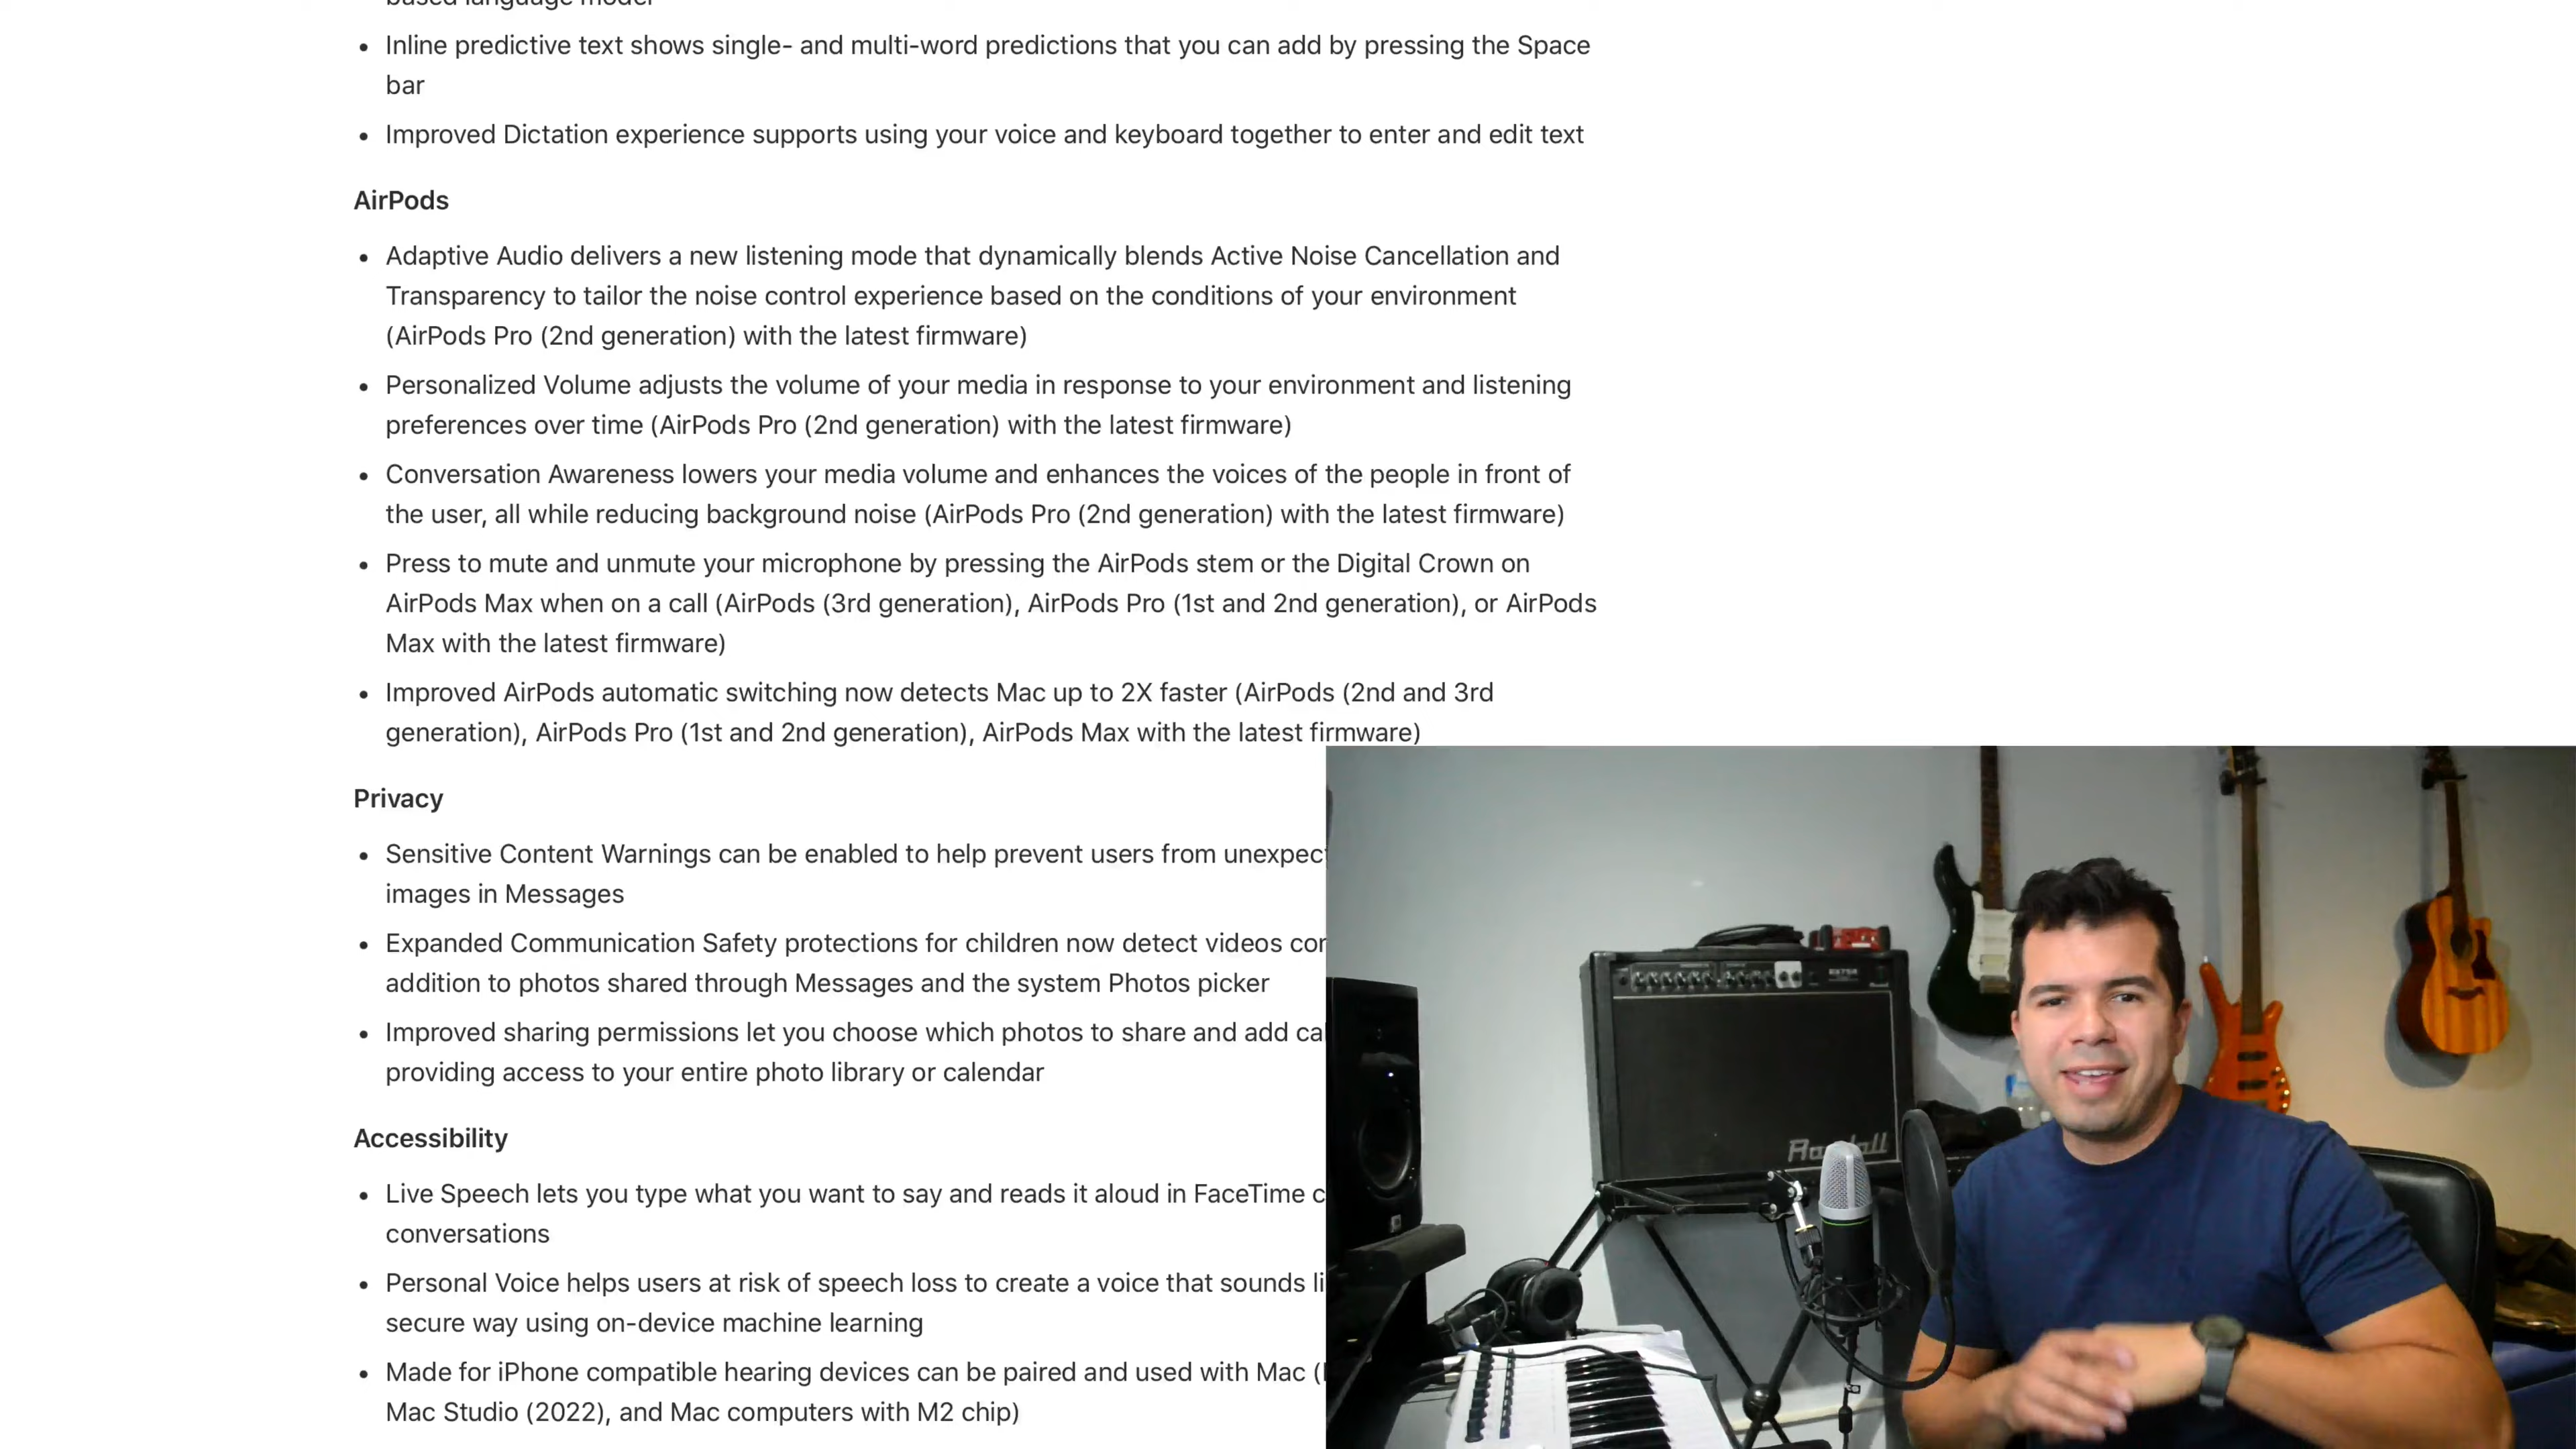 Inline predictive text shows single- and multi-word predictions that you can add by pressing the Space
bar
Improved Dictation experience supports using your voice and keyboard together to enter and edit text
AirPods
Adaptive Audio delivers a new listening mode that dynamically blends Active Noise Cancellation and
Transparency to tailor the noise control experience based on the conditions of your environment
(AirPods Pro (2nd generation) with the latest firmware)
Personalized Volume adjusts the volume of your media in response to your environment and listening
preferences over time (AirPods Pro (2nd generation) with the latest firmware)
Conversation Awareness lowers your media volume and enhances the voices of the people in front of
the user, all while reducing background noise (AirPods Pro (2nd generation) with the latest firmware)
Press to mute and unmute your microphone by pressing the AirPods stem or the Digital Crown on
AirPods Max when on a call (AirPods (3rd generation), AirPods Pro (1st and 2nd generation), or AirPods
Max with the latest firmware)
Improved AirPods automatic switching now detects Mac up to 2X faster (AirPods (2nd and 3rd
generation), AirPods Pro (1st and 2nd generation), AirPods Max with the latest firmware)
Privacy
Sensitive Content Warnings can be enabled to help prevent users from
images in Messages
Expanded Communication Safety protections for children now detect videos
addition to photos shared through Messages and the system Photos picker
Improved sharing permissions let you choose which photos to share and add
providing access to your entire photo library or calendar
Accessibility
Live Speech lets you type what you want to say and reads it aloud in FaceTime
conversations
Personal Voice helps users at risk of speech loss to create a voice that sounds
secure way using on-device machine learning
Made for iPhone compatible hearing devices can be paired and used with Mac
Mac Studio (2022), and Mac computers with M2 chip)